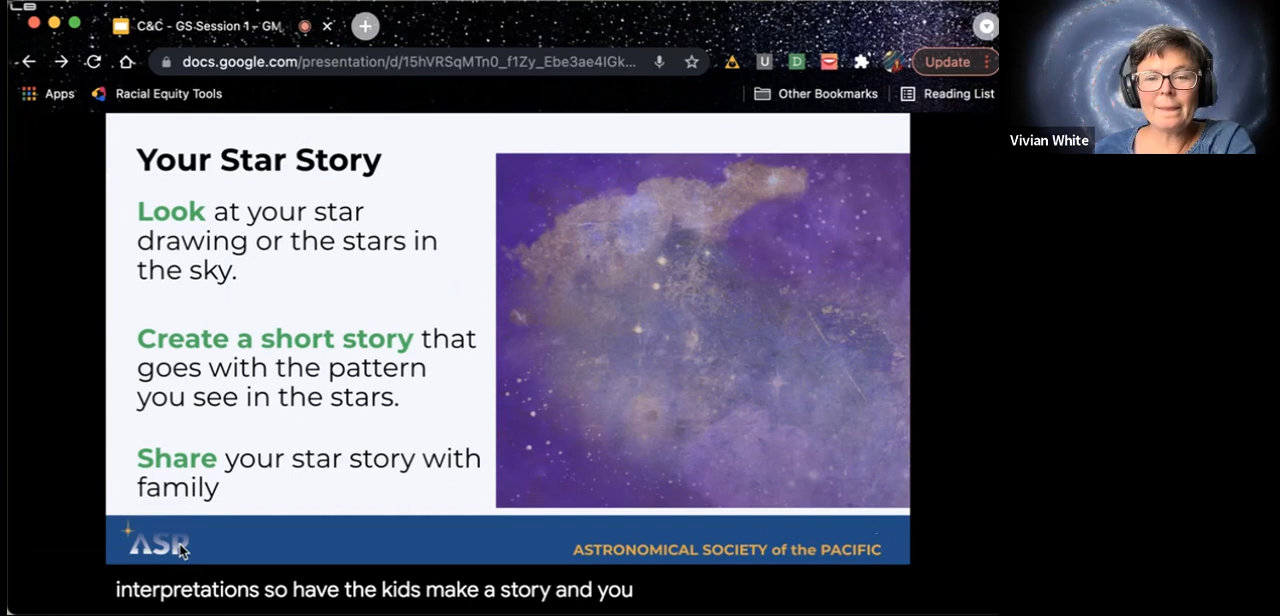 C&C - GS Session 1 - GM
docs.google.com/presentation/d/15hVRSqMTn0_f1Zy_Ebe3ae4IGk...
Update
Apps
Racial Equity Tools
Other Bookmarks
Reading List
Vivian White
Your Star Story
Look at your star
drawing or the stars in
the sky.
Create a short story that
goes with the pattern
you see in the stars.
Share your star story with
family
ASP
ASTRONOMICAL SOCIETY of the PACIFIC
interpretations so have the kids make a story and you